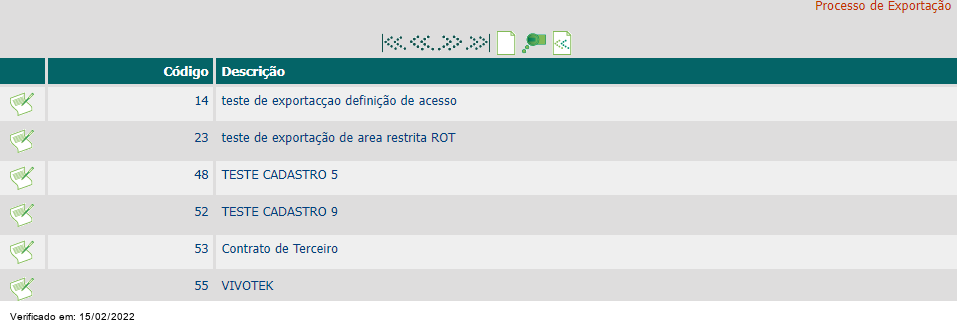 Processo de Exportação
Código Descrição
14 teste de exportacçao definição de acesso
23 teste de exportação de area restrita ROT
48 TESTE CADASTRO 5
52 TESTE CADASTRO 9
53 Contrato de Terceiro
55 VIVOTEK
Verificado em: 15/02/2022